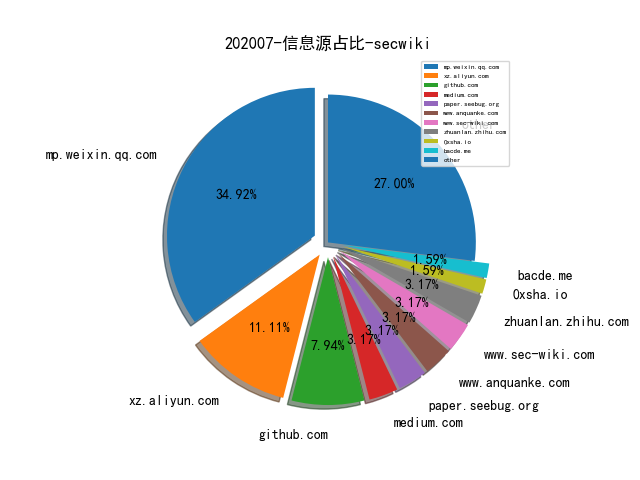 202007-信息源占比-secwiki
mp.weixin.qq.com
xz.aliyun.com
github.com
medium.com
paper.seebug.org
www.anquanke.com
www.sec-wiki.com
zhuanlan.zhihu.com
0xsha.io
bacde.me
other
other
27.00%
mp.weixin.qq.com
34.92%
1.59%
bacde.me
1.59%
0xsha.io
3.17%
zhuanlan.zhihu.com
3.17%
www.sec-wiki.com
3.17%
www.anquanke.com
3.17%
paper.seebug.org
3.17%
medium.com
7.94%
github.com
11.11%
xz.aliyun.com